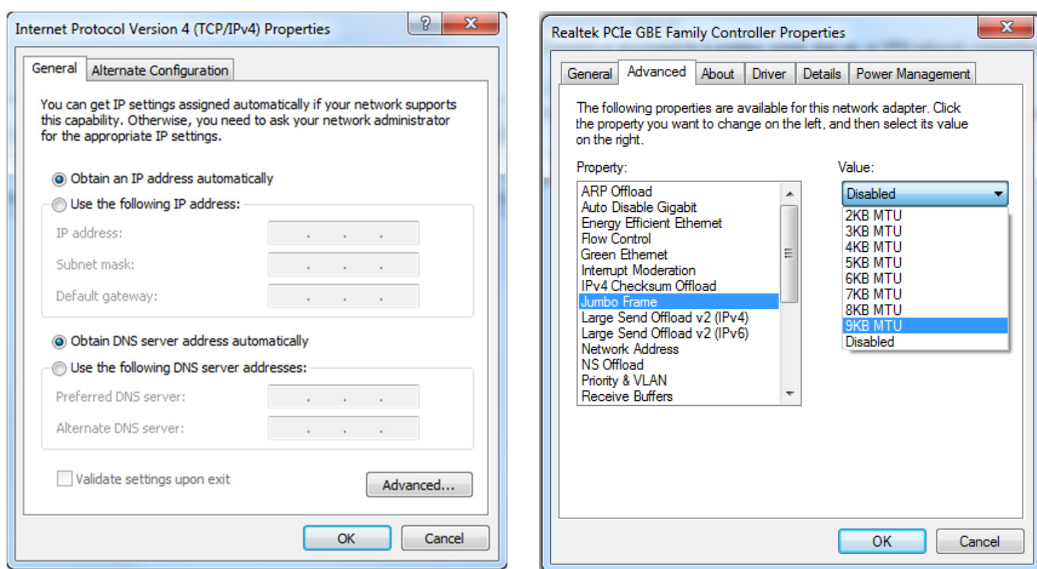 Internet Protocol Version 4 (TCP/IPv4) Properties
General
Alternate Configuration
You can get IP settings assigned automatically if your network supports
this capability. Otherwise, you need to ask your network administrator
for the appropriate IP settings.
Obtain an IP address automatically
Use the following IP address:
IP address:
Subnet mask:
Default gateway:
Obtain DNS server address automatically
Use the following DNS server addresses:
Preferred DNS server:
Alternate DNS server:
Validate settings upon exit
Advanced...
OK
Cancel
Realtek PCIe GBE Family Controller Properties
General
Advanced
About
Driver
Details
Power Management
The following properties are available for this network adapter. Click
the property you want to change on the left, and then select its value
on the right.
Property:
ARP Offload
Auto Disable Gigabit
Energy Efficient Ethernet
Flow Control
Green Ethernet
Interrupt Moderation
IPv4 Checksum Offload
Jumbo Frame
Large Send Offload v2 (IPv4)
Large Send Offload v2 (IPv6)
Network Address
NS Offload
Priority & VLAN
Receive Buffers
Value:
Disabled
2KB MTU
3KB MTU
4KB MTU
5KB MTU
6KB MTU
7KB MTU
8KB MTU
9KB MTU
Disabled
OK
Cancel